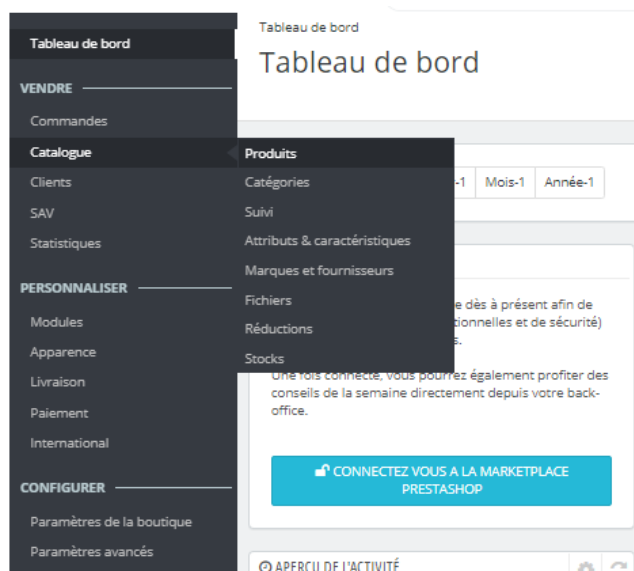 Tableau de bord
VENDRE
Commandes
Catalogue
Clients
SAV
Statistiques
PERSONNALISER
Modules
Apparence
Livraison
Paiement
International
CONFIGURER
Paramètres de la boutique
Paramètres avancés
Produits
Catégories
Suivi
Attributs & caractéristiques
Marques et fournisseurs
Fichiers
Réductions
Stocks
Tableau de bord
Tableau de bord
-1 Mois-1 Année-1
dès à présent afin de
et de sécurité)
Une fois connecté, vous pourrez également profiter des
conseils de la semaine directement depuis votre back-
office.
CONNECTEZ VOUS A LA MARKETPLACE
PRESTASHOP
APERÇU DE L'ACTIVITÉ